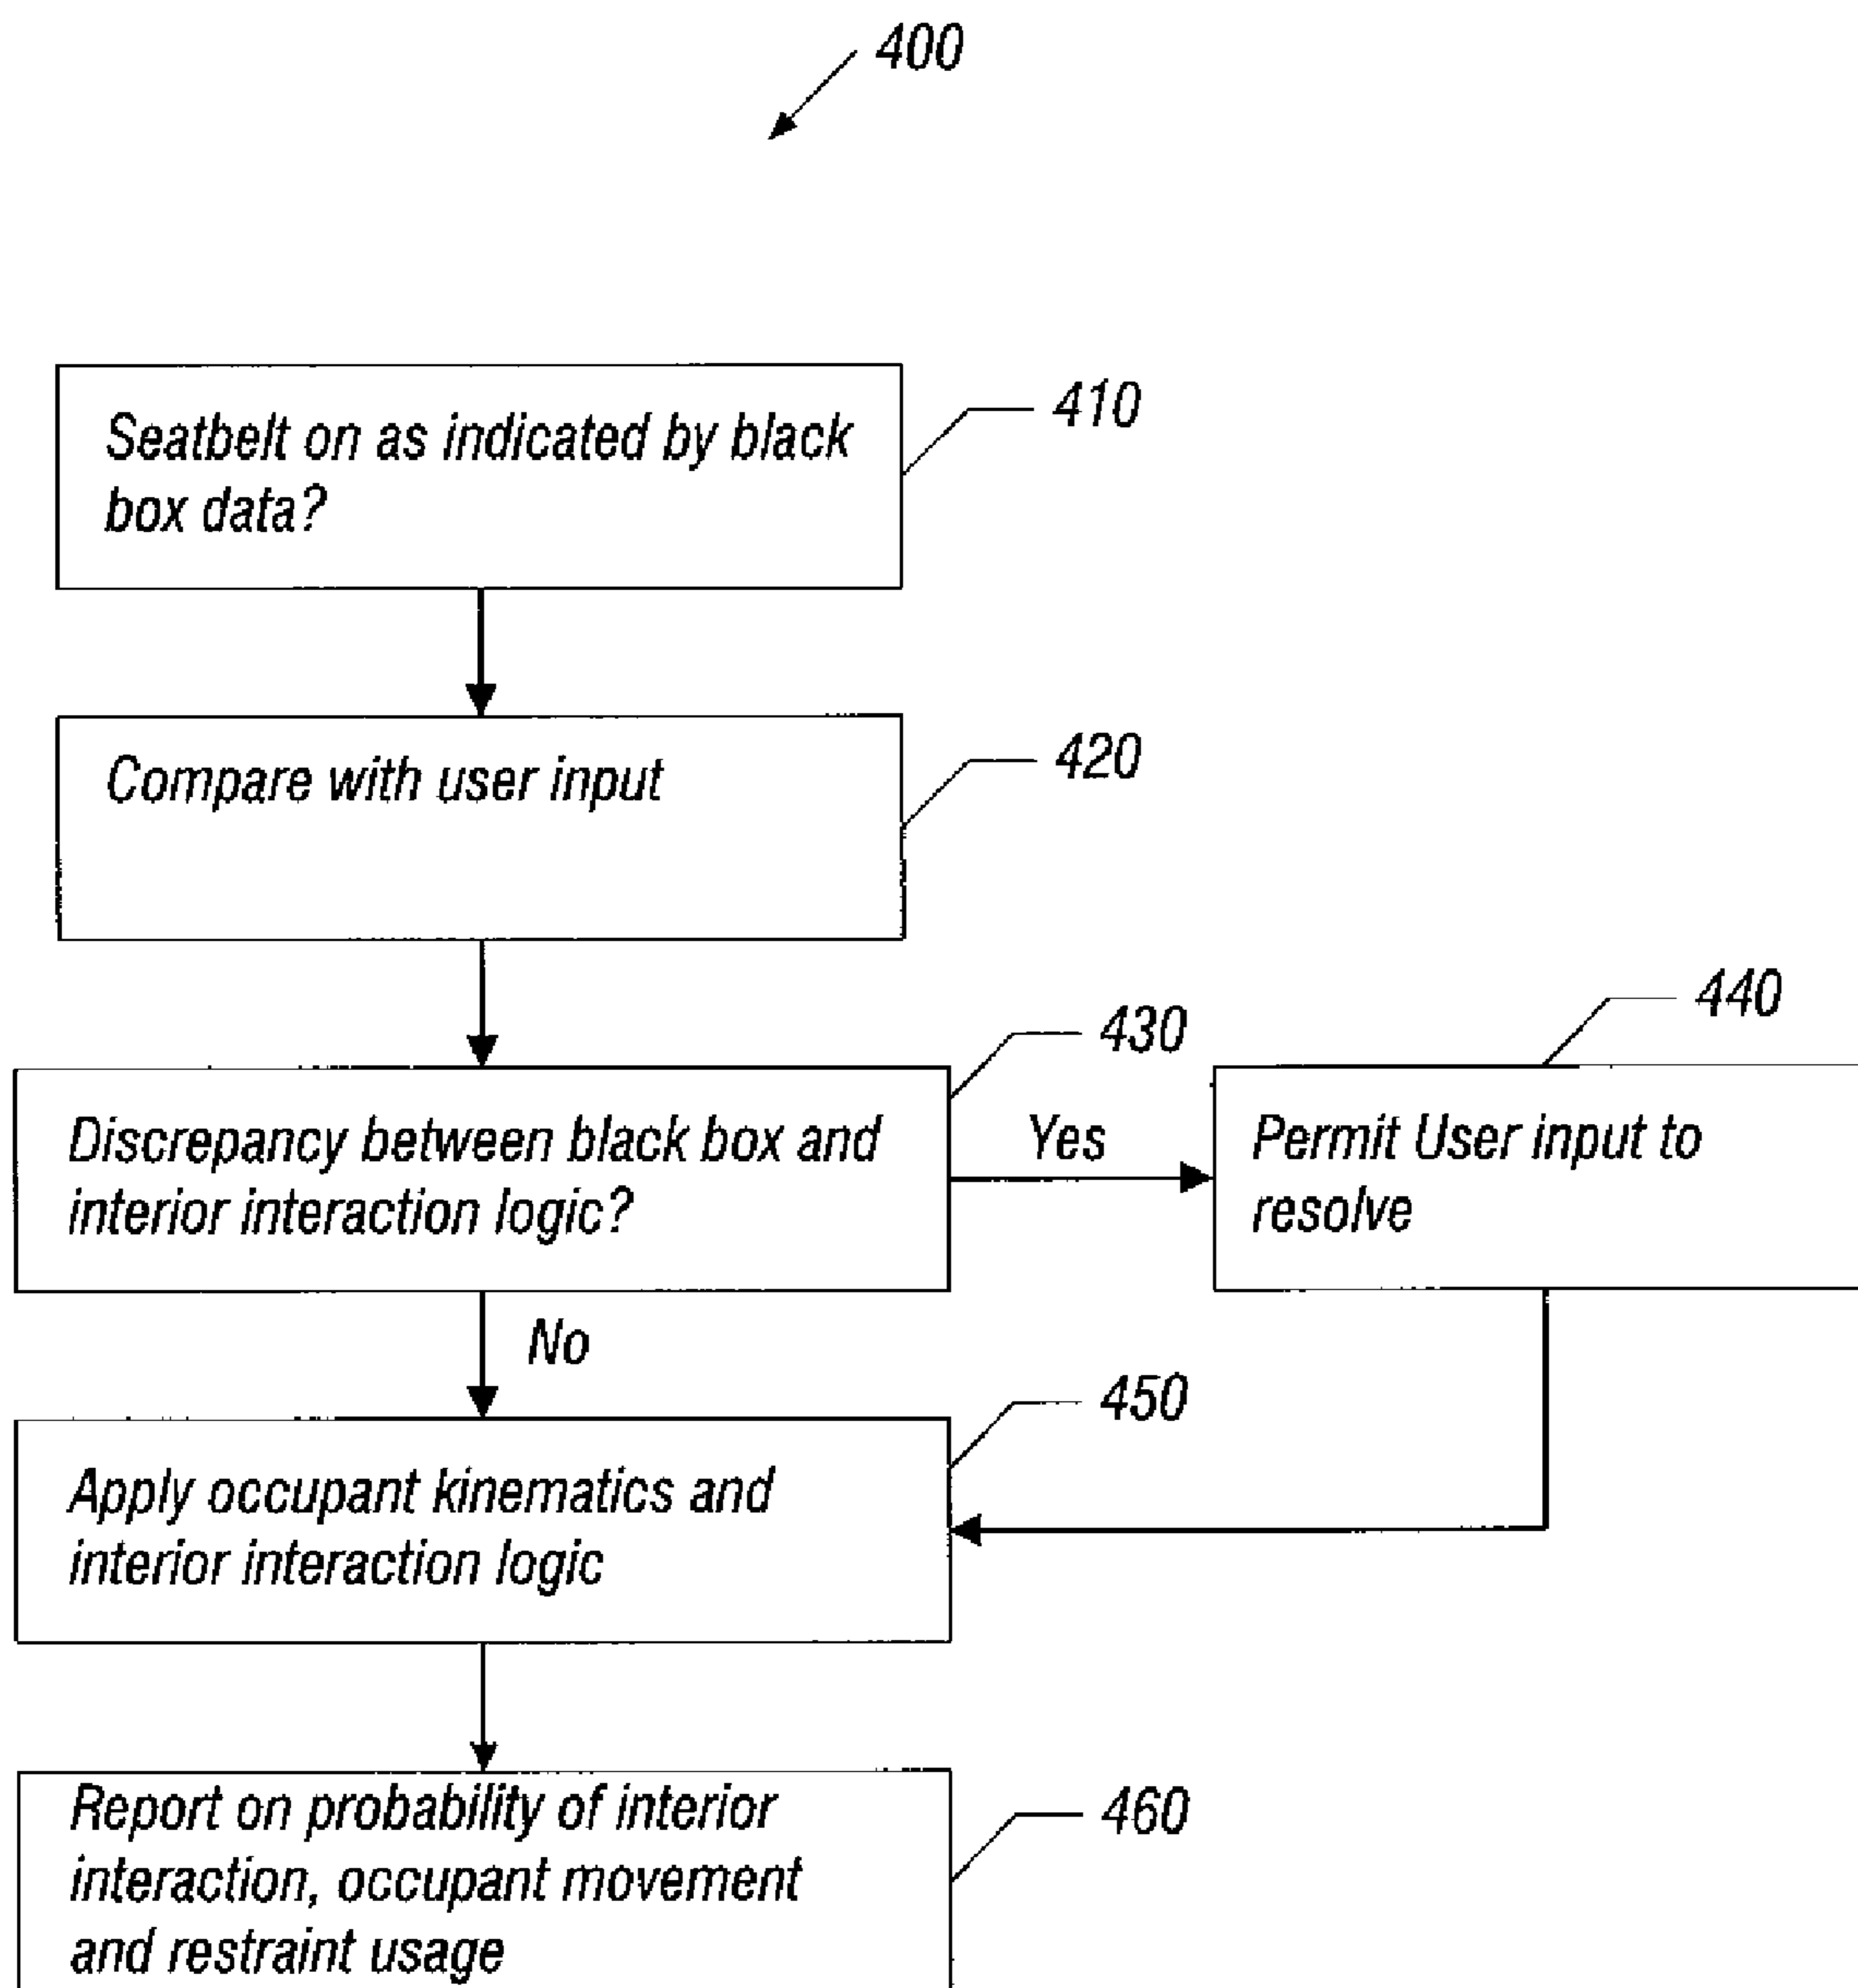 400
Seatbelt on as indicated by black
box data?
410
Compare with user input
420
Discrepancy between black box and
interior interaction logic?
430
Yes
Permit User input to
resolve
440
No
Apply occupant kinematics and
interior interaction logic
450
Report on probability of interior
interaction, occupant movement
and restraint usage
460